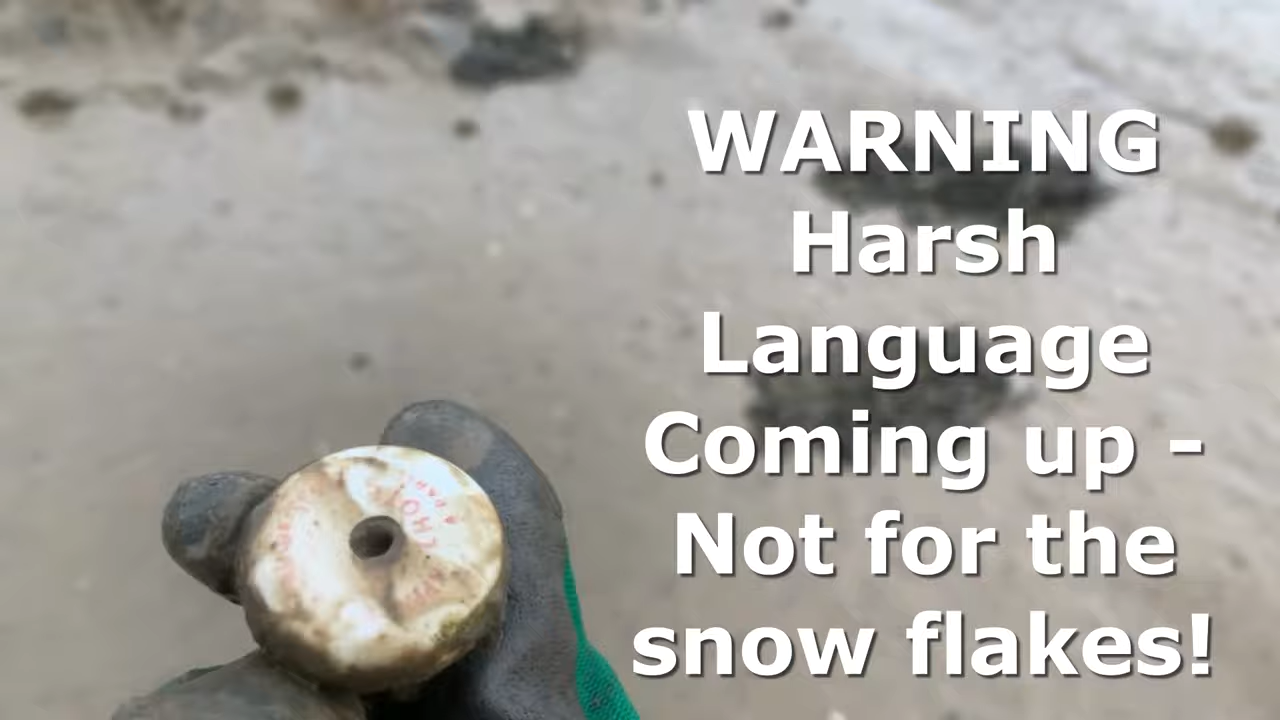 WARNING
Harsh
Language
Coming up -
Not for the
snow flakes!